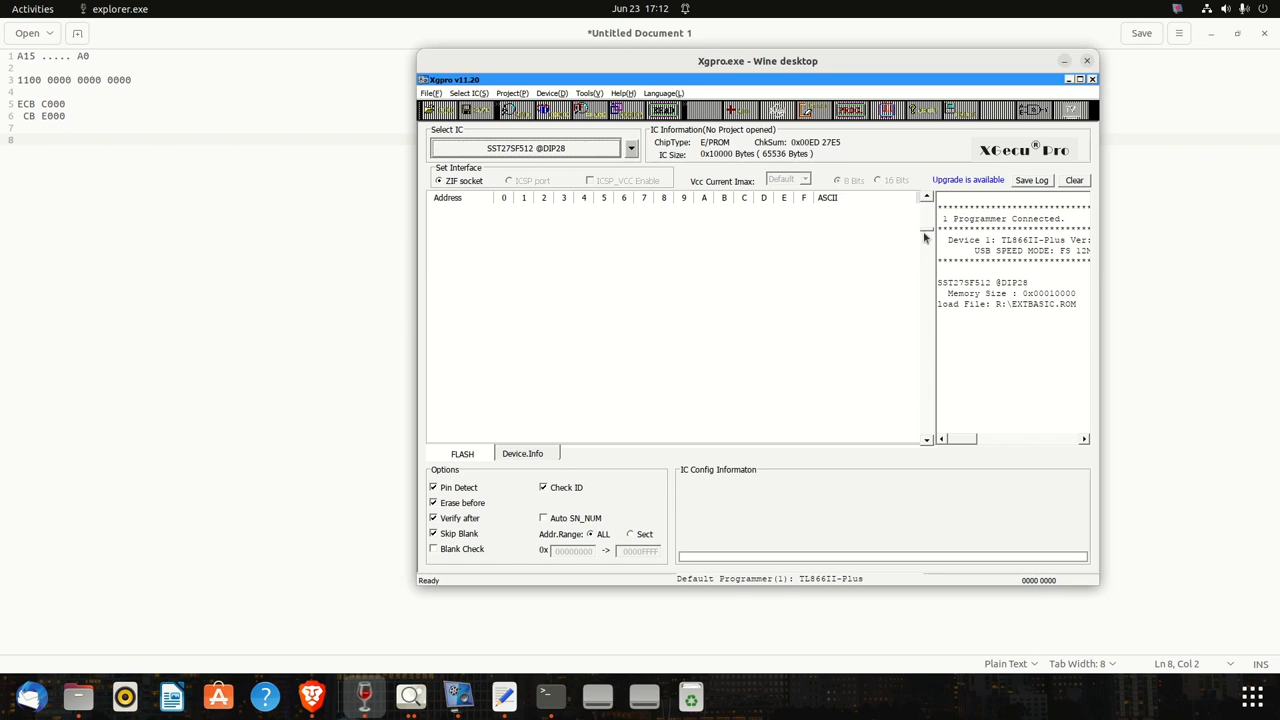 Activities
explorer.exe
Jun 23 17:12
Open
*Untitled Document 1
Save
1 A15 ..... A0
2
3 1100 0000 0000 0000
4
5 ECB C000
6  CB E000
7
8
Xgpro.exe - Wine desktop
Xgpro v11.20
File(F) Select IC(S) Project(P) Device(D) Tools(V) Help(H) Language(L)
Select IC
SST27SF512 @DIP28
IC Information(No Project opened)
ChipType: E/PROM ChkSum: 0x00ED 27E5
IC Size: 0x10000 Bytes ( 65536 Bytes )
XGecu® Pro
Set Interface
ZIF socket ICSP port ICSP_VCC Enable
Vcc Current Imax: Default 8 Bits 16 Bits
Upgrade is available Save Log Clear
Address 0 1 2 3 4 5 6 7 8 9 A B C D E F ASCII
**************************
1 Programmer Connected.
**************************
Device 1: TL866II-Plus Ver:
USB SPEED MODE: FS 12M
**************************
SST27SF512 @DIP28
Memory Size : 0x00010000
load File: R:\EXTBASIC.ROM
FLASH Device.Info
Options
Pin Detect Check ID
Erase before
Verify after Auto SN_NUM
Skip Blank Addr.Range: ALL Sect
Blank Check 0x 00000000 -> 0000FFFF
IC Config Informaton
Ready
Default Programmer(1): TL866II-Plus
0000 0000
Plain Text Tab Width: 8 Ln 8, Col 2 INS